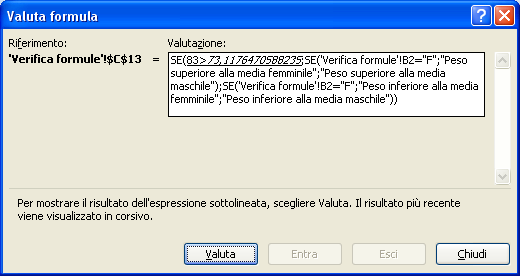 Valuta formula
Riferimento:
Valutazione:
'Verifica formule'!$C$13 =
SE(83>73,1176470588235;SE('Verifica formule'!B2="F";"Peso
superiore alla media femminile";"Peso superiore alla media
maschile");SE('Verifica formule'!B2="F";"Peso inferiore alla media
femminile";"Peso inferiore alla media maschile"))
Per mostrare il risultato dell'espressione sottolineata, scegliere Valuta. Il risultato più recente
viene visualizzato in corsivo.
Valuta
Entra
Esci
Chiudi